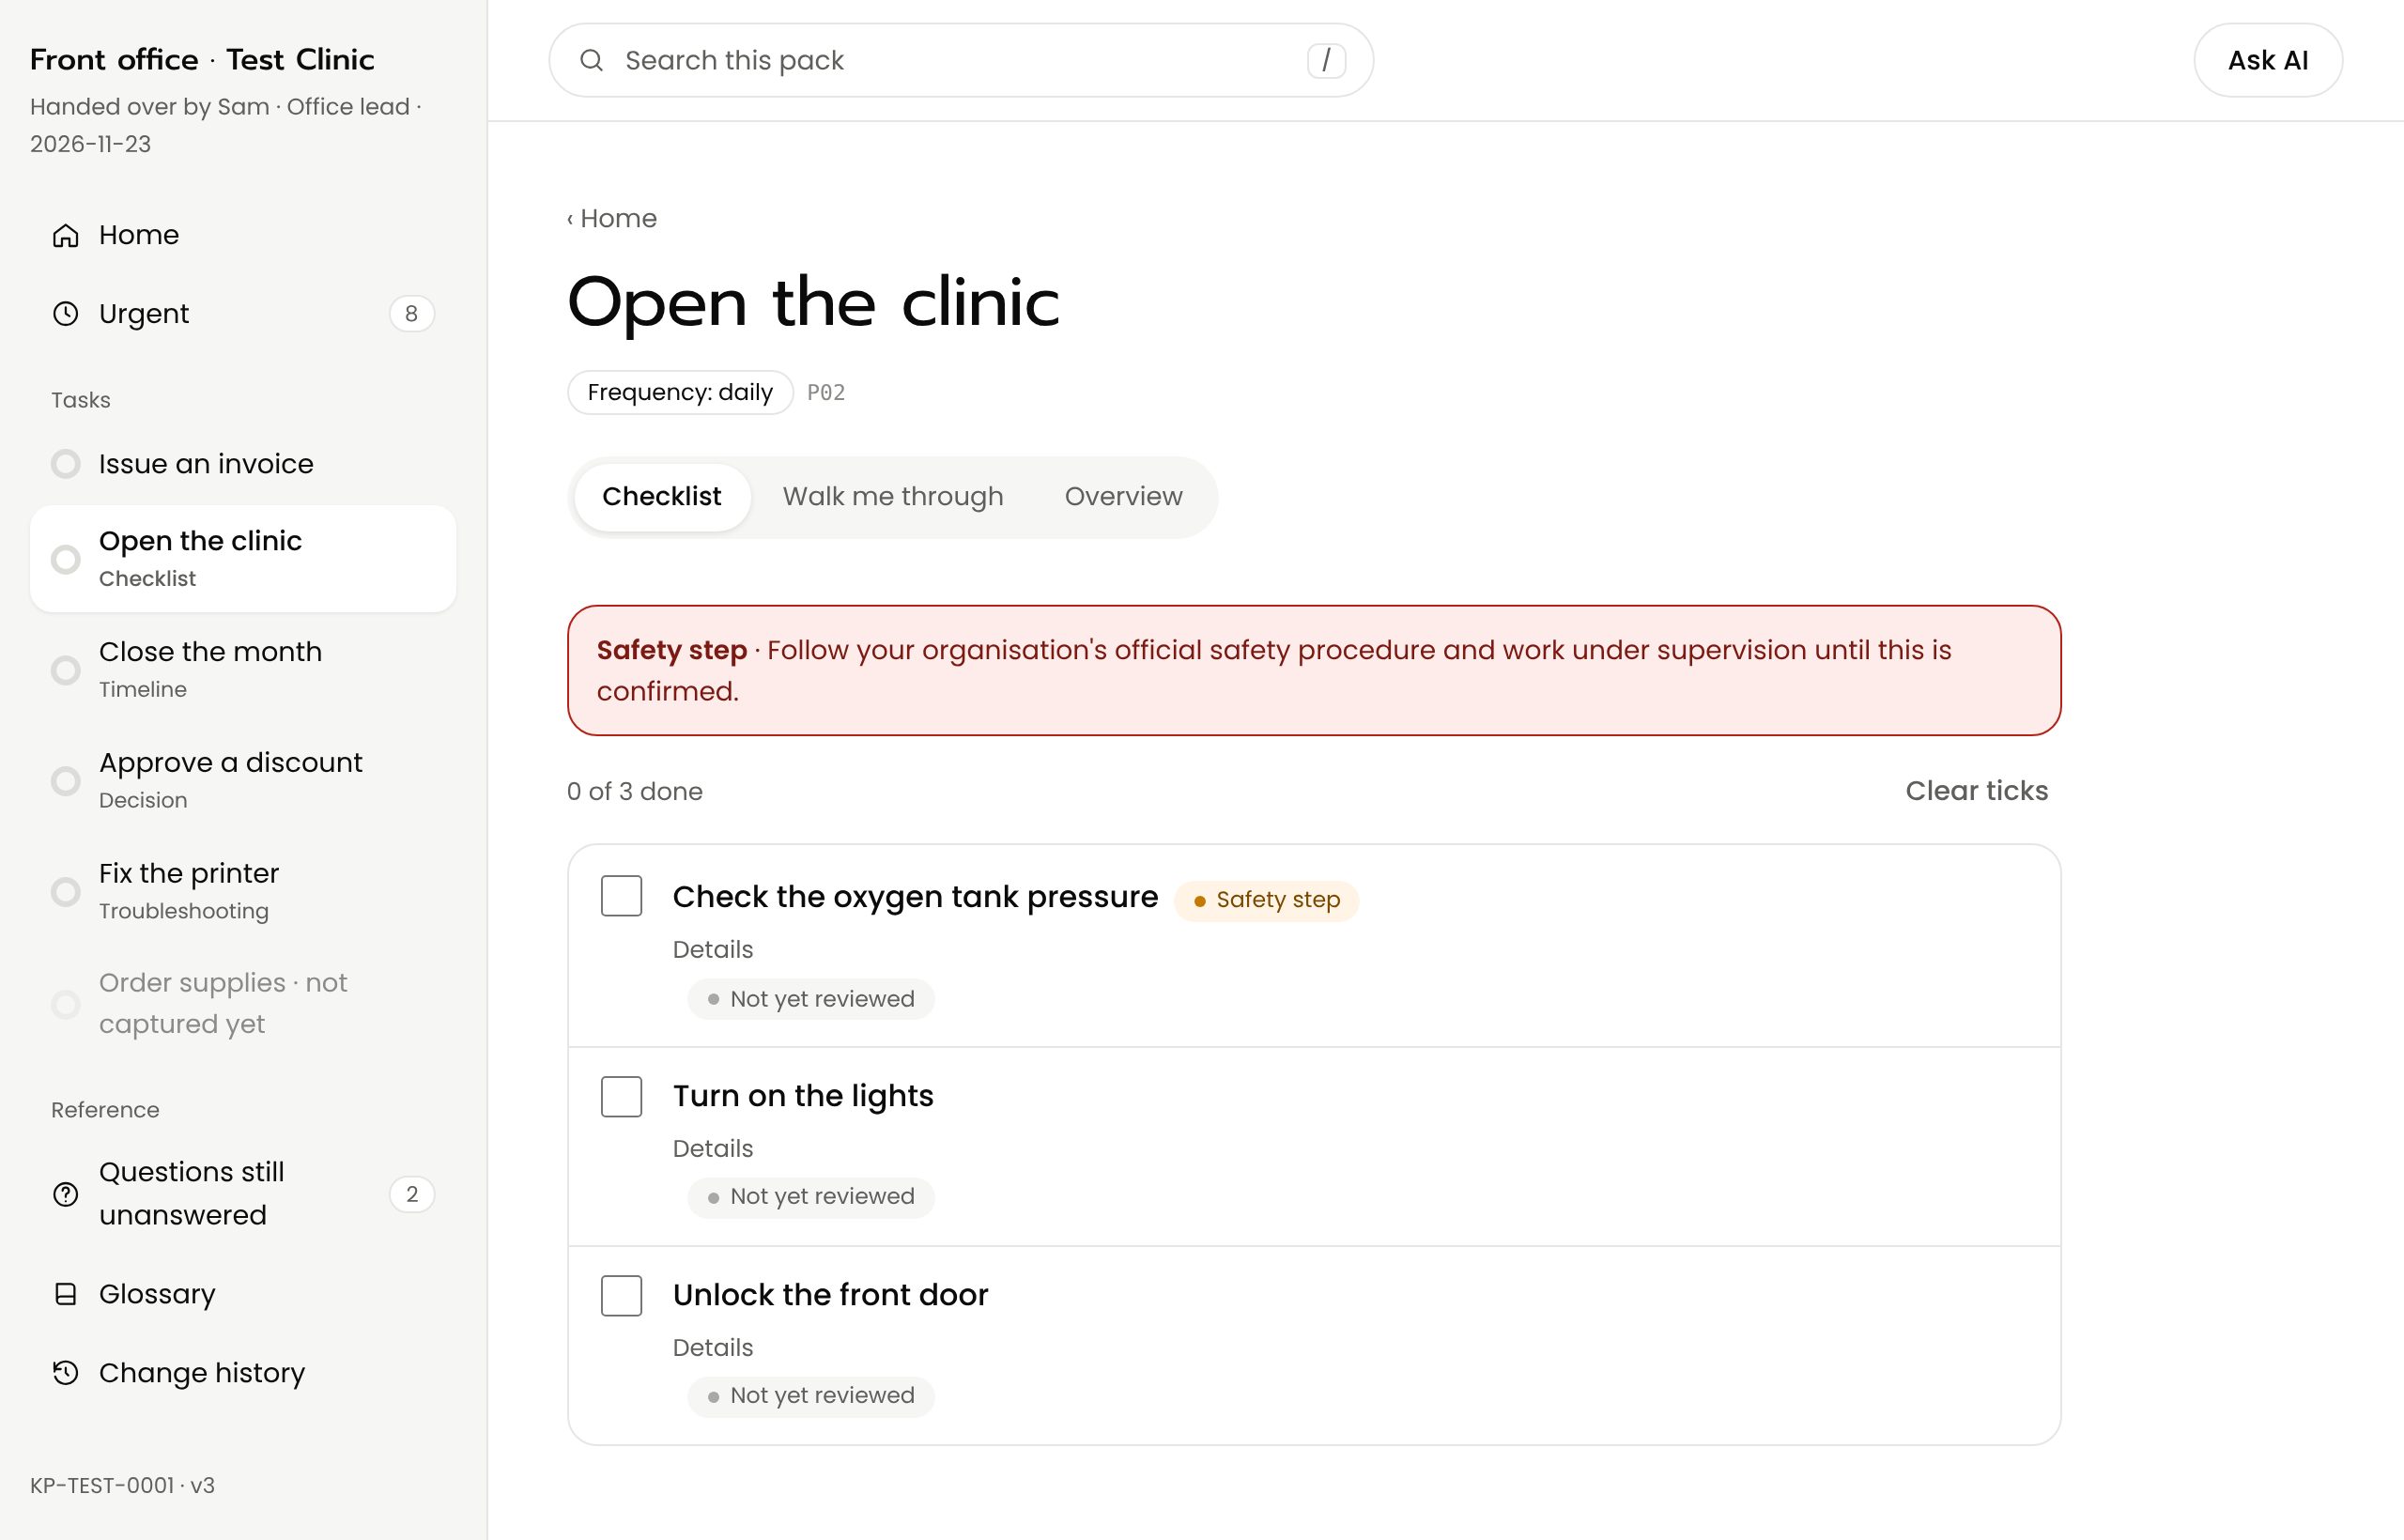 Front office · Test Clinic
Handed over by Sam · Office lead ·
2026-11-23
Home
Urgent 8
Tasks
Issue an invoice
Open the clinic
Checklist
Close the month
Timeline
Approve a discount
Decision
Fix the printer
Troubleshooting
Order supplies · not
captured yet
Reference
Questions still
unanswered 2
Glossary
Change history
KP-TEST-0001 · v3
Search this pack /
Ask AI
‹ Home
Open the clinic
Frequency: daily P02
Checklist Walk me through Overview
Safety step · Follow your organisation's official safety procedure and work under supervision until this is
confirmed.
0 of 3 done Clear ticks
Check the oxygen tank pressure Safety step
Details
Not yet reviewed
Turn on the lights
Details
Not yet reviewed
Unlock the front door
Details
Not yet reviewed